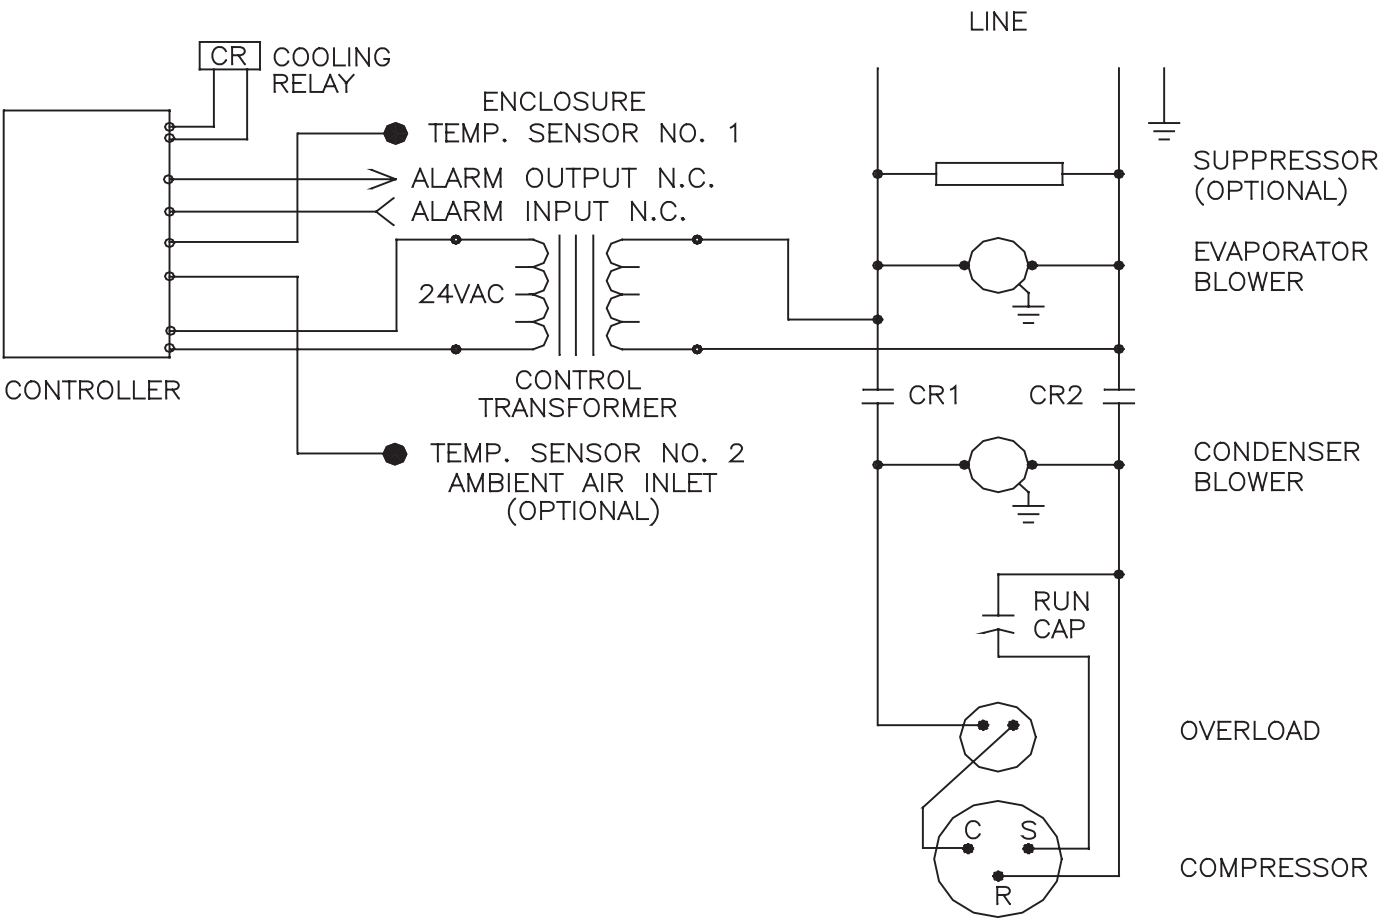 LINE
CR
COOLING
RELAY
ENCLOSURE
TEMP. SENSOR NO. 1
ALARM OUTPUT N.C.
ALARM INPUT N.C.
SUPPRESSOR
(OPTIONAL)
EVAPORATOR
BLOWER
24VAC
CONTROLLER
CONTROL
TRANSFORMER
CR1
CR2
TEMP. SENSOR NO. 2
AMBIENT AIR INLET
(OPTIONAL)
CONDENSER
BLOWER
RUN
CAP
OVERLOAD
C
S
R
COMPRESSOR